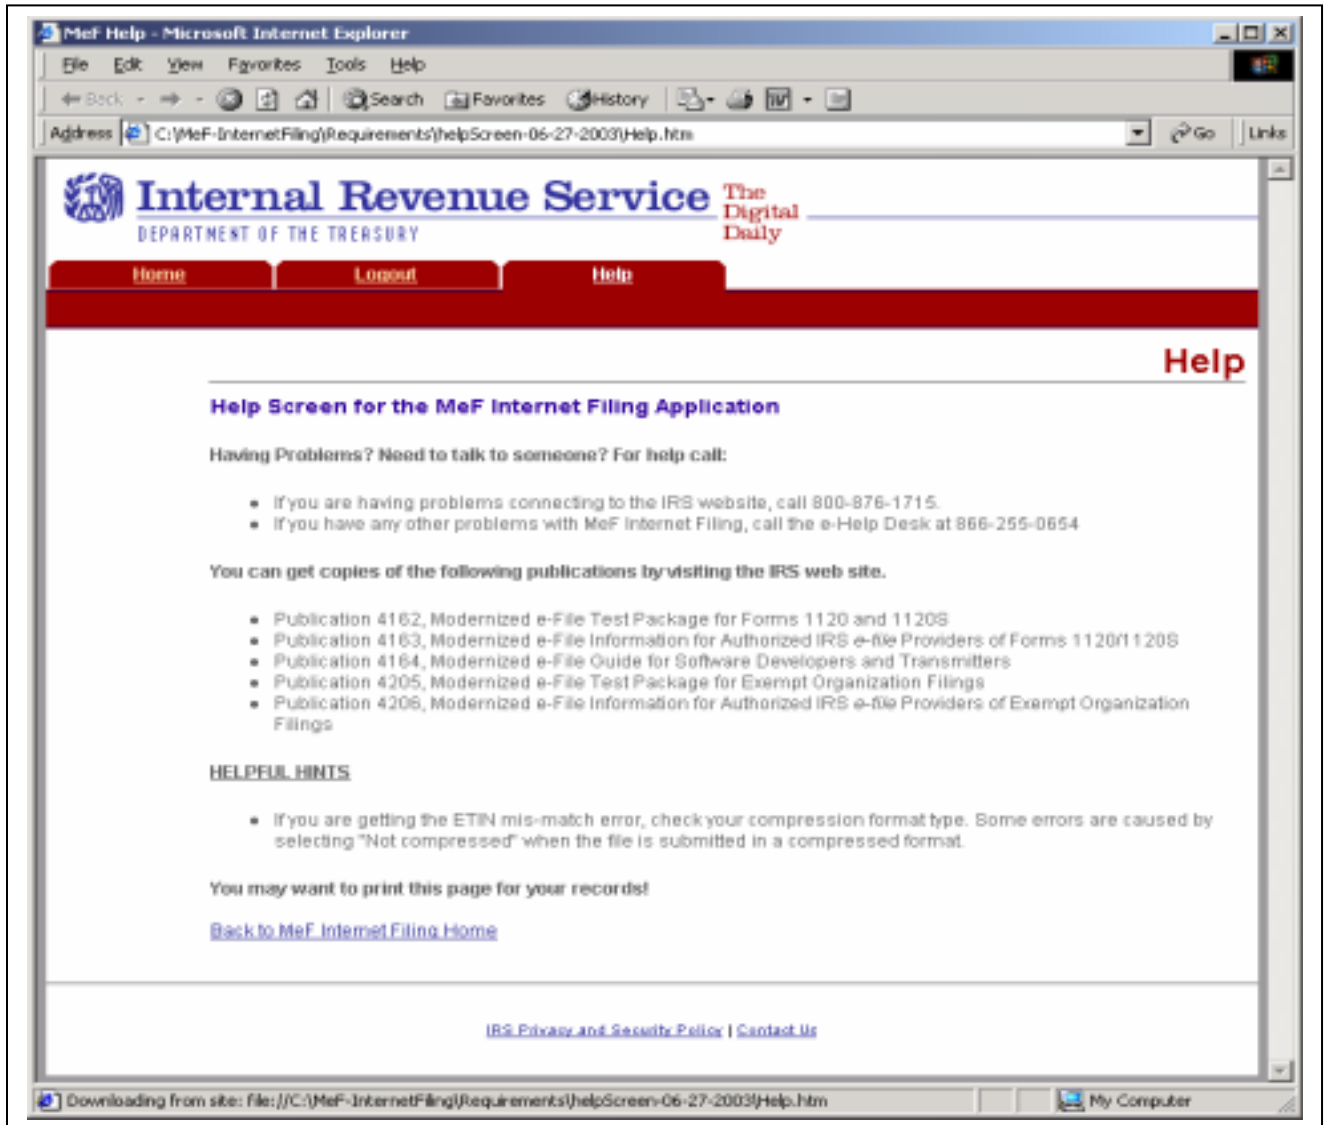 MeF Help - Microsoft Internet Explorer
File Edit View Favorites Tools Help
Back Search Favorites History
Address C:\MeF-InternetFiling\Requirements\helpScreen-06-27-2003\Help.htm Go Links
Internal Revenue Service The Digital Daily
DEPARTMENT OF THE TREASURY
Home Logout Help
Help
Help Screen for the MeF Internet Filing Application
Having Problems? Need to talk to someone? For help call:
• If you are having problems connecting to the IRS website, call 800-876-1715.
• If you have any other problems with MeF Internet Filing, call the e-Help Desk at 866-255-0654
You can get copies of the following publications by visiting the IRS web site.
• Publication 4162, Modernized e-File Test Package for Forms 1120 and 1120S
• Publication 4163, Modernized e-File Information for Authorized IRS e-file Providers of Forms 1120/1120S
• Publication 4164, Modernized e-File Guide for Software Developers and Transmitters
• Publication 4205, Modernized e-File Test Package for Exempt Organization Filings
• Publication 4206, Modernized e-File Information for Authorized IRS e-file Providers of Exempt Organization
Filings
HELPFUL HINTS
• If you are getting the ETIN mis-match error, check your compression format type. Some errors are caused by
selecting "Not compressed" when the file is submitted in a compressed format.
You may want to print this page for your records!
Back to MeF Internet Filing Home
IRS Privacy and Security Policy | Contact Us
Downloading from site: file://C:\MeF-InternetFiling\Requirements\helpScreen-06-27-2003\Help.htm My Computer